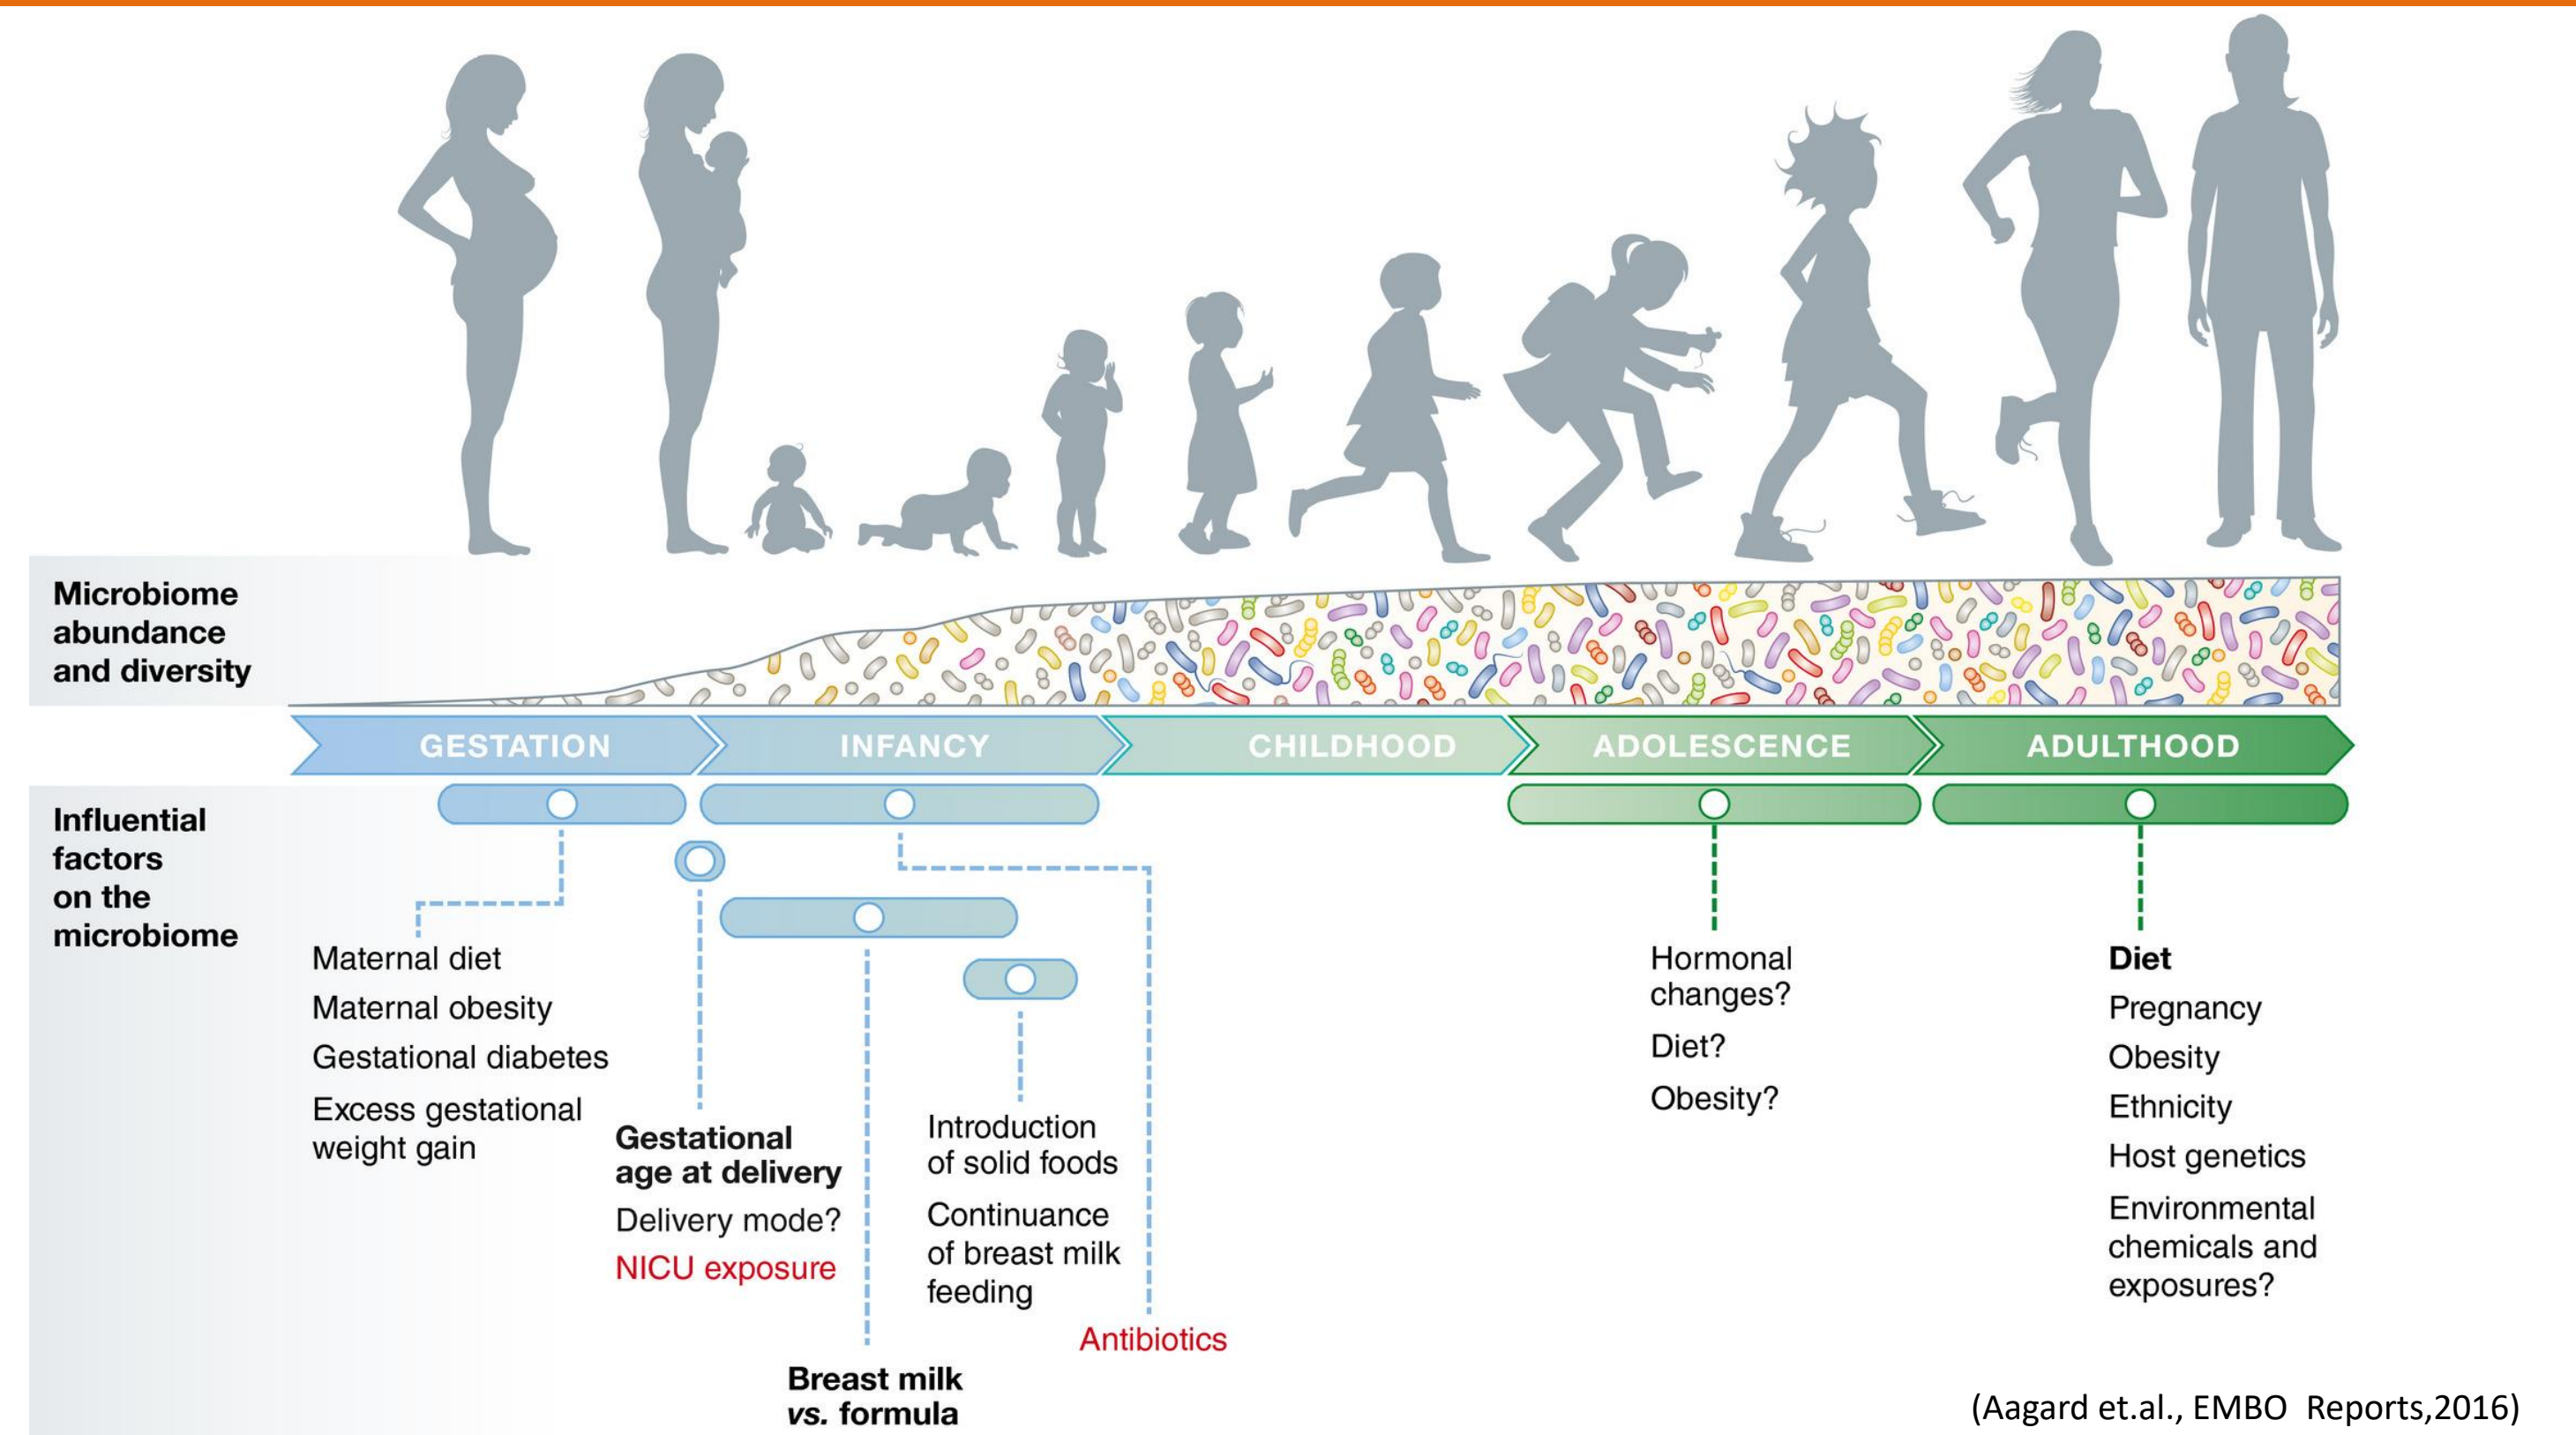 Microbiome
abundance
and diversity
GESTATION
INFANCY
CHILDHOOD
ADOLESCENCE
ADULTHOOD
Influential
factors
on the
microbiome
Maternal diet
Maternal obesity
Gestational diabetes
Excess gestational
weight gain
Gestational
age at delivery
Delivery mode?
NICU exposure
Breast milk
vs. formula
Introduction
of solid foods
Continuance
of breast milk
feeding
Antibiotics
Hormonal
changes?
Diet?
Obesity?
Diet
Pregnancy
Obesity
Ethnicity
Host genetics
Environmental
chemicals and
exposures?
(Aagard et.al., EMBO  Reports,2016)